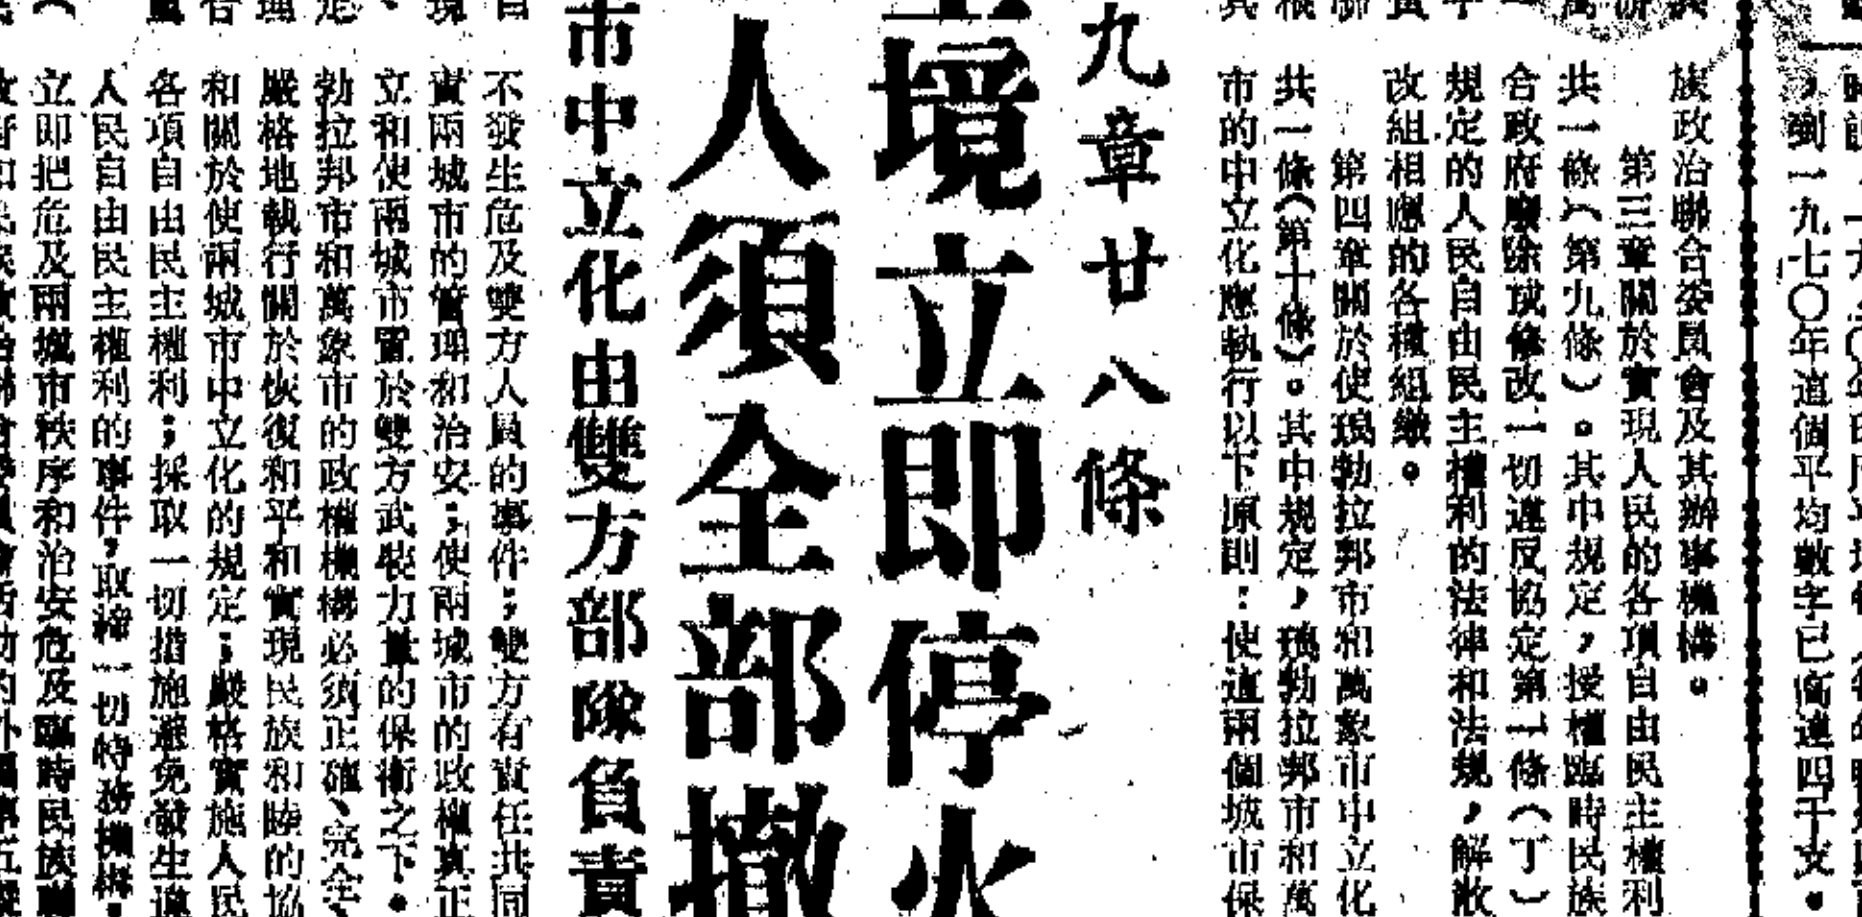 ，到一九七〇年這個平均數字已高達四千文。
族政治聯合委員會及其辦事機構。
第三章關於實現人民的各項自由民主權利
共一條（第九條）。其中規定，授權臨時民族
合政府廢除或修改一切違反協定第一條（丁）
規定的人民自由民主權利的法律和法規，解散
改組相應的各種組織。
第四章關於使琅勃拉邦市和萬象市中立化
共一條（第十條）。其中規定，琅勃拉邦市和萬
市的中立化應執行以下原則：使這兩個城市保
九章廿八條
境立即停火
人須全部撤
市中立化由雙方部隊負責
不發生危及雙方人員的事件；雙方有責任共同
責兩城市的管理和治安；使兩城市的政權真正
立和使兩城市置於雙方武裝力量的保衛之下。
勃拉邦市和萬象市的政權機構必須正確、完全、
嚴格地執行關於恢復和平和實現民族和睦的協
和關於使兩城市中立化的規定；嚴格實施人民
各項自由民主權利；採取一切措施避免發生違
人民自由民主權利的事件，取締一切特務機構；
立即把危及兩城市秩序和治安危及臨時民族聯